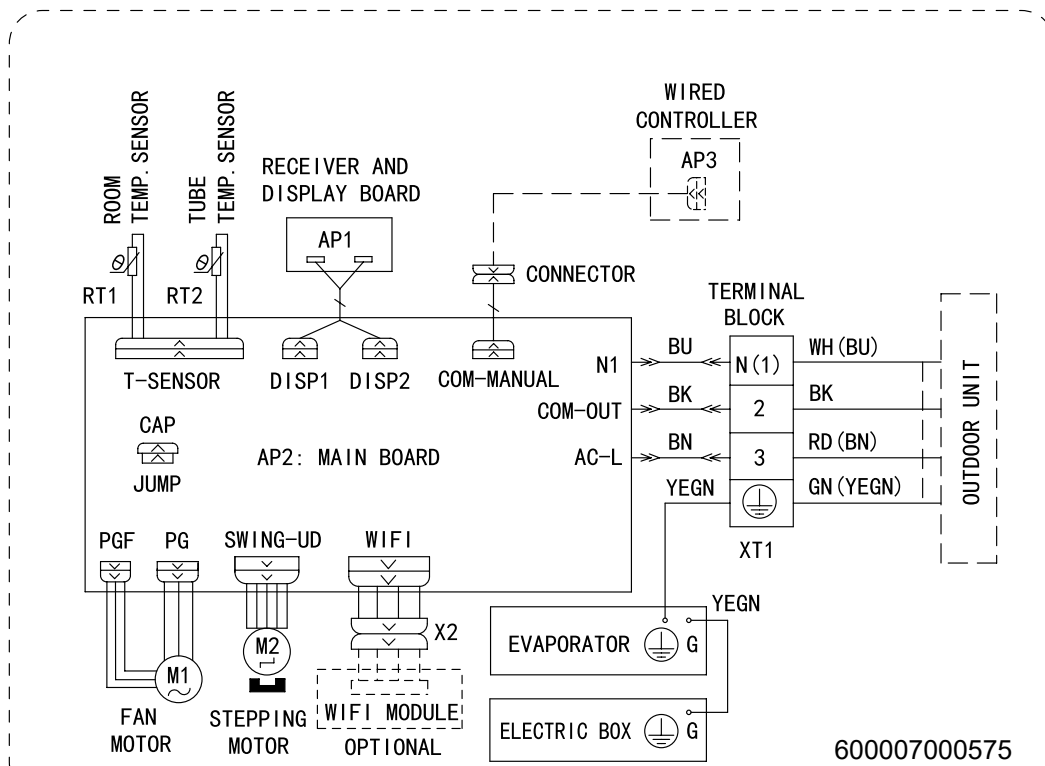 WIRED
CONTROLLER
AP3
ROOM
TEMP. SENSOR
TUBE
TEMP. SENSOR
RECEIVER AND
DISPLAY BOARD
AP1
θ
θ
RT1
RT2
CONNECTOR
TERMINAL
BLOCK
T-SENSOR
DISP1
DISP2
COM-MANUAL
N1
BU
N(1)
WH(BU)
COM-OUT
BK
2
BK
AC-L
BN
3
RD(BN)
YEGN
GN(YEGN)
XT1
OUTDOOR UNIT
CAP
JUMP
AP2: MAIN BOARD
PGF
PG
SWING-UD
WIFI
X2
M1
M2
FAN
MOTOR
STEPPING
MOTOR
WIFI MODULE
OPTIONAL
YEGN
EVAPORATOR
G
ELECTRIC BOX
G
600007000575